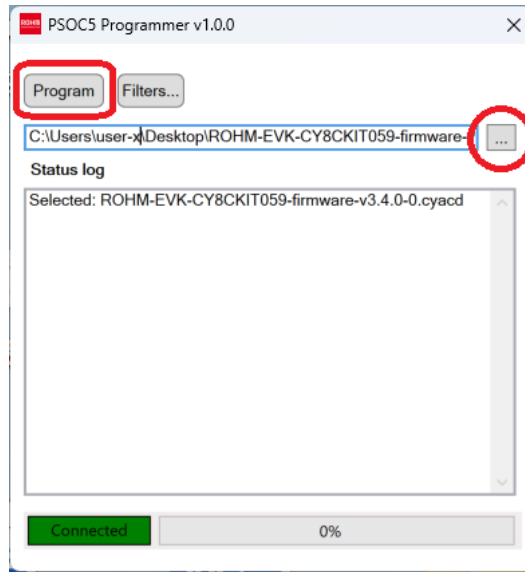 ROHM PSOC5 Programmer v1.0.0
Program Filters...
C:\Users\user-x\Desktop\ROHM-EVK-CY8CKIT059-firmware- ...
Status log
Selected: ROHM-EVK-CY8CKIT059-firmware-v3.4.0-0.cyacd
Connected 0%